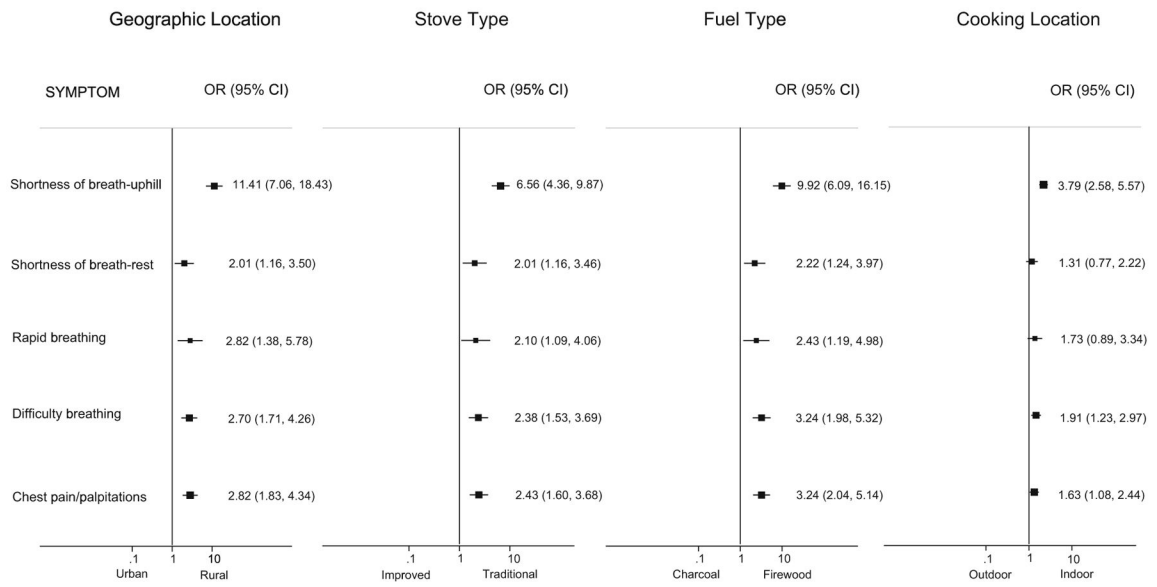 Geographic Location Stove Type Fuel Type Cooking Location
SYMPTOM OR (95% CI) OR (95% CI) OR (95% CI) OR (95% CI)
Shortness of breath-uphill 11.41 (7.06, 18.43) 6.56 (4.36, 9.87) 9.92 (6.09, 16.15) 3.79 (2.58, 5.57)
Shortness of breath-rest 2.01 (1.16, 3.50) 2.01 (1.16, 3.46) 2.22 (1.24, 3.97) 1.31 (0.77, 2.22)
Rapid breathing 2.82 (1.38, 5.78) 2.10 (1.09, 4.06) 2.43 (1.19, 4.98) 1.73 (0.89, 3.34)
Difficulty breathing 2.70 (1.71, 4.26) 2.38 (1.53, 3.69) 3.24 (1.98, 5.32) 1.91 (1.23, 2.97)
Chest pain/palpitations 2.82 (1.83, 4.34) 2.43 (1.60, 3.68) 3.24 (2.04, 5.14) 1.63 (1.08, 2.44)
.1 1 10 .1 1 10 .1 1 10 .1 1 10
Urban Rural Improved Traditional Charcoal Firewood Outdoor Indoor